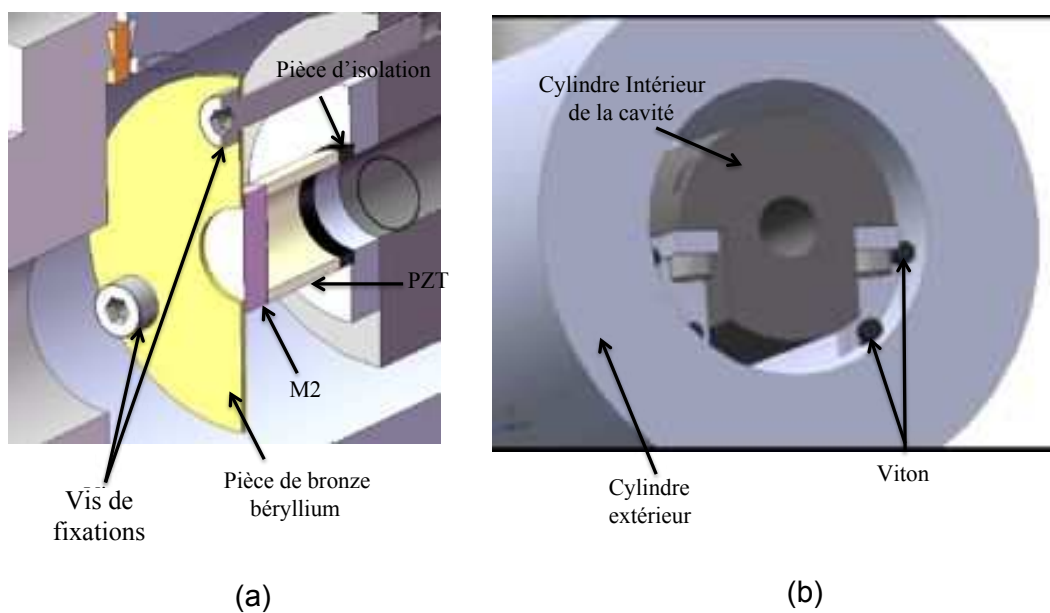 Pièce d'isolation
PZT
M2
Vis de
fixations
Pièce de bronze
béryllium
(a)
Cylindre Intérieur
de la cavité
Viton
Cylindre
extérieur
(b)